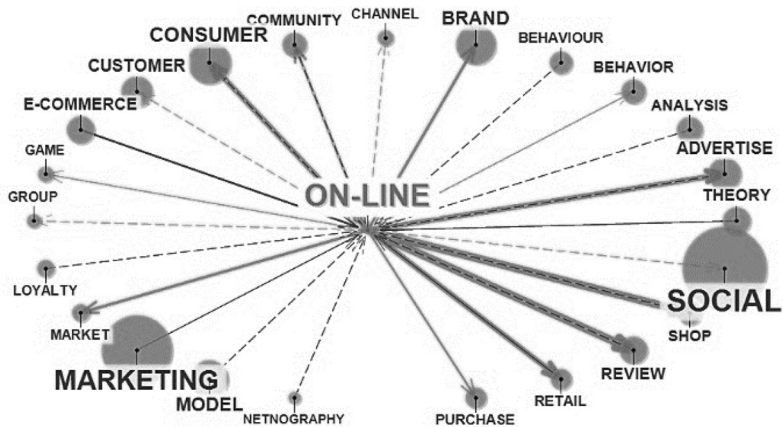 COMMUNITY
CHANNEL
BRAND
CONSUMER
BEHAVIOUR
CUSTOMER
BEHAVIOR
E-COMMERCE
ANALYSIS
GAME
ADVERTISE
ON-LINE
THEORY
GROUP
LOYALTY
SOCIAL
MARKET
SHOP
MARKETING
REVIEW
MODEL
NETNOGRAPHY
PURCHASE
RETAIL